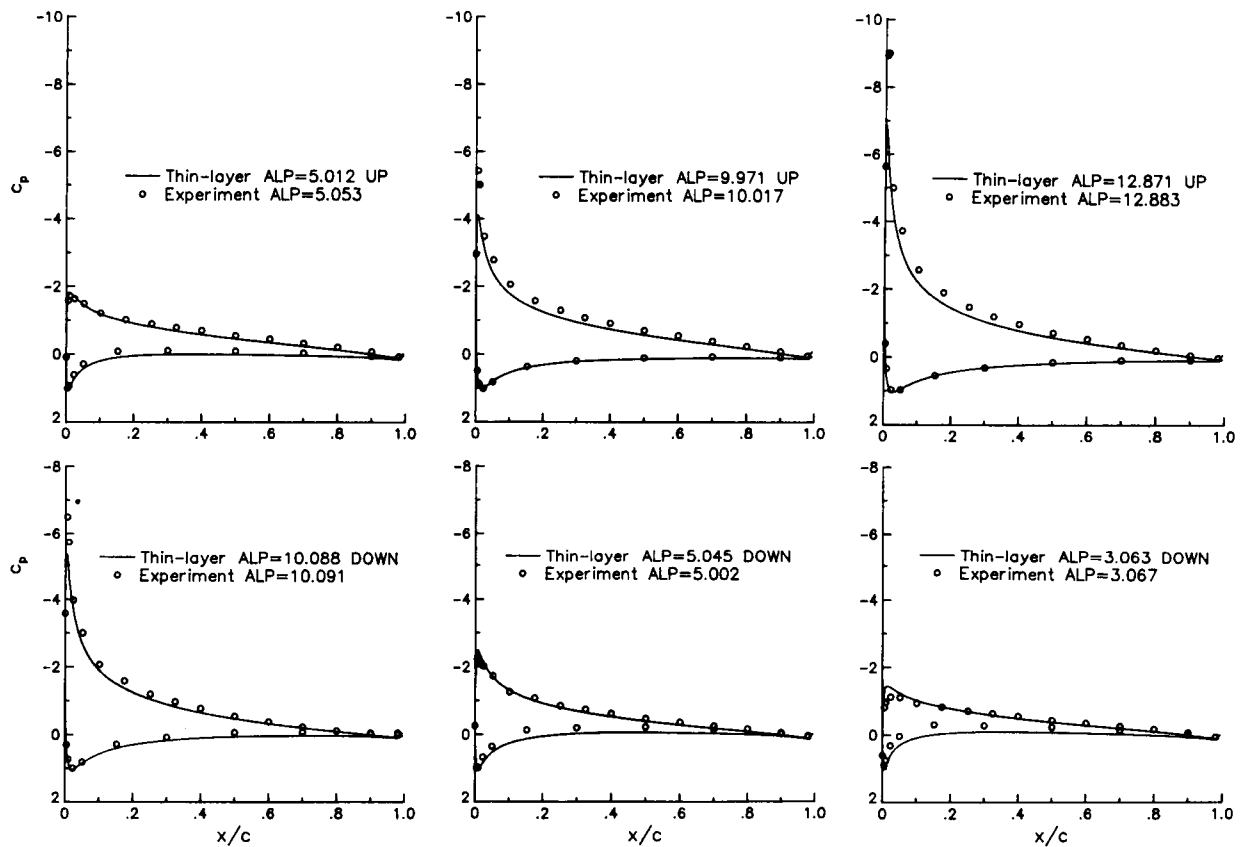 -10
-8
-6
-4
-2
0
2
c_p
Thin-layer ALP=5.012 UP
Experiment ALP=5.053
0 .2 .4 .6 .8 1.0
-10
-8
-6
-4
-2
0
2
Thin-layer ALP=9.971 UP
Experiment ALP=10.017
0 .2 .4 .6 .8 1.0
-10
-8
-6
-4
-2
0
2
Thin-layer ALP=12.871 UP
Experiment ALP=12.883
0 .2 .4 .6 .8 1.0
-8
-6
-4
-2
0
2
c_p
Thin-layer ALP=10.088 DOWN
Experiment ALP=10.091
0 .2 .4 .6 .8 1.0
x/c
-8
-6
-4
-2
0
2
Thin-layer ALP=5.045 DOWN
Experiment ALP=5.002
0 .2 .4 .6 .8 1.0
x/c
-8
-6
-4
-2
0
2
Thin-layer ALP=3.063 DOWN
Experiment ALP=3.067
0 .2 .4 .6 .8 1.0
x/c